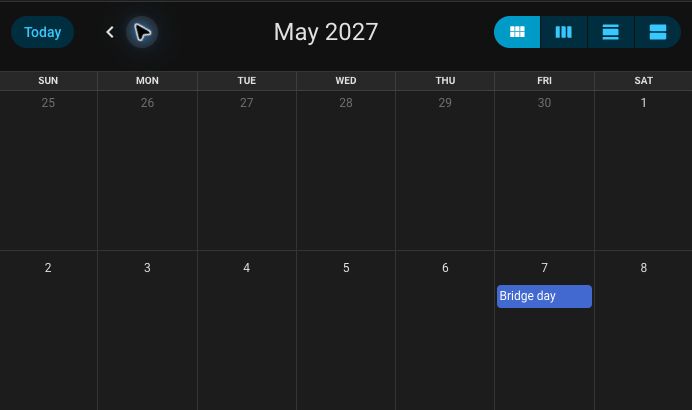 Today May 2027
SUN MON TUE WED THU FRI SAT
25 26 27 28 29 30 1
2 3 4 5 6 7 8
Bridge day